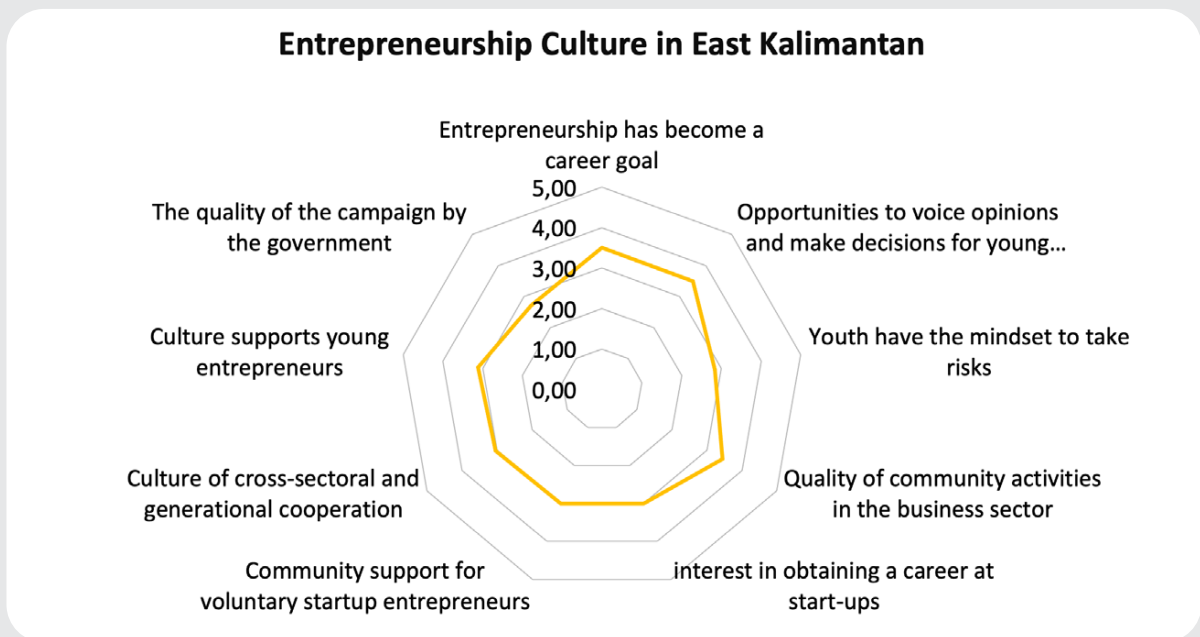 Entrepreneurship Culture in East Kalimantan
Entrepreneurship has become a
career goal
5,00
4,00
3,00
2,00
1,00
0,00
Opportunities to voice opinions
and make decisions for young...
Youth have the mindset to take
risks
Quality of community activities
in the business sector
interest in obtaining a career at
start-ups
Community support for
voluntary startup entrepreneurs
Culture of cross-sectoral and
generational cooperation
Culture supports young
entrepreneurs
The quality of the campaign by
the government